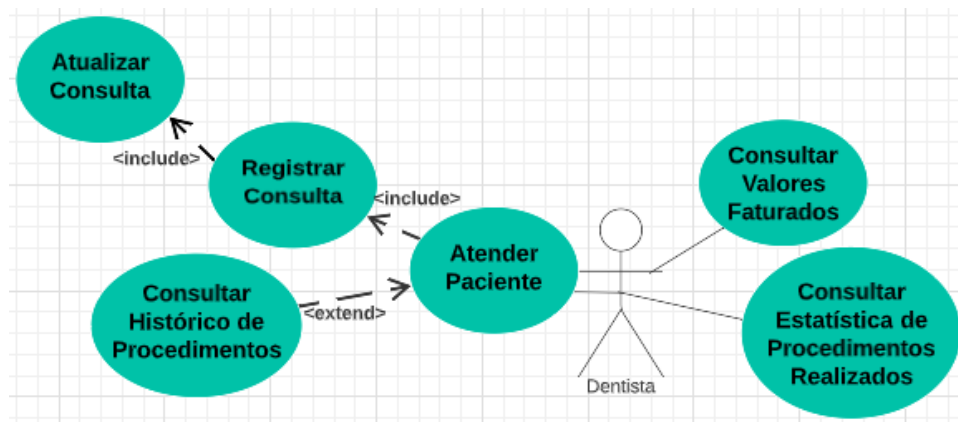 Atualizar
Consulta
<include>
Registrar
Consulta
<include>
Atender
Paciente
Consultar
Histórico de
Procedimentos
<extend>
Dentista
Consultar
Valores
Faturados
Consultar
Estatística de
Procedimentos
Realizados